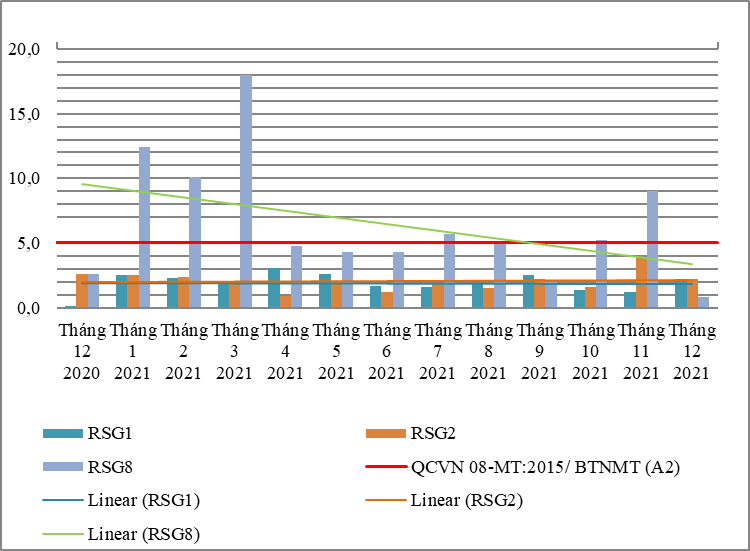 20,0
15,0
10,0
5,0
0,0
Tháng Tháng Tháng Tháng Tháng Tháng Tháng Tháng Tháng Tháng Tháng Tháng Tháng
12 1 2 3 4 5 6 7 8 9 10 11 12
2020 2021 2021 2021 2021 2021 2021 2021 2021 2021 2021 2021 2021
RSG1 RSG2
RSG8 QCVN 08-MT:2015/ BTNMT (A2)
Linear (RSG1) Linear (RSG2)
Linear (RSG8)